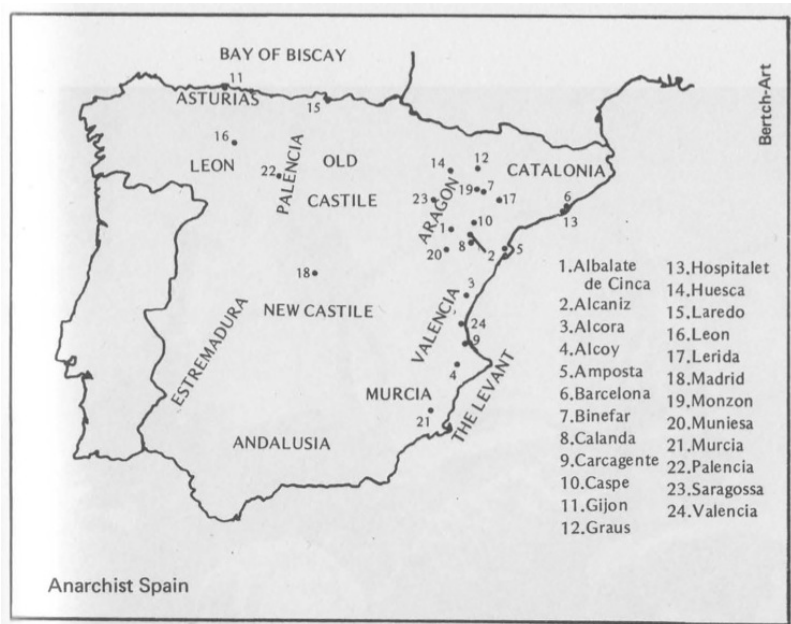 BAY OF BISCAY
11
ASTURIAS
15
16
LEON
PALENCIA
22
OLD
CASTILE
14
12
CATALONIA
19
7
17
23
ARAGON
6
13
10
1
8
20
2
5
18
3
NEW CASTILE
VALENCIA
24
9
ESTREMADURA
4
MURCIA
THE LEVANT
21
ANDALUSIA
1.Albalate
de Cinca
2.Alcaniz
3.Alcora
4.Alcoy
5.Amposta
6.Barcelona
7.Binefar
8.Calanda
9.Carcagente
10.Caspe
11.Gijon
12.Graus
13.Hospitalet
14.Huesca
15.Laredo
16.Leon
17.Lerida
18.Madrid
19.Monzon
20.Muniesa
21.Murcia
22.Palencia
23.Saragossa
24.Valencia
Bertch-Art
Anarchist Spain